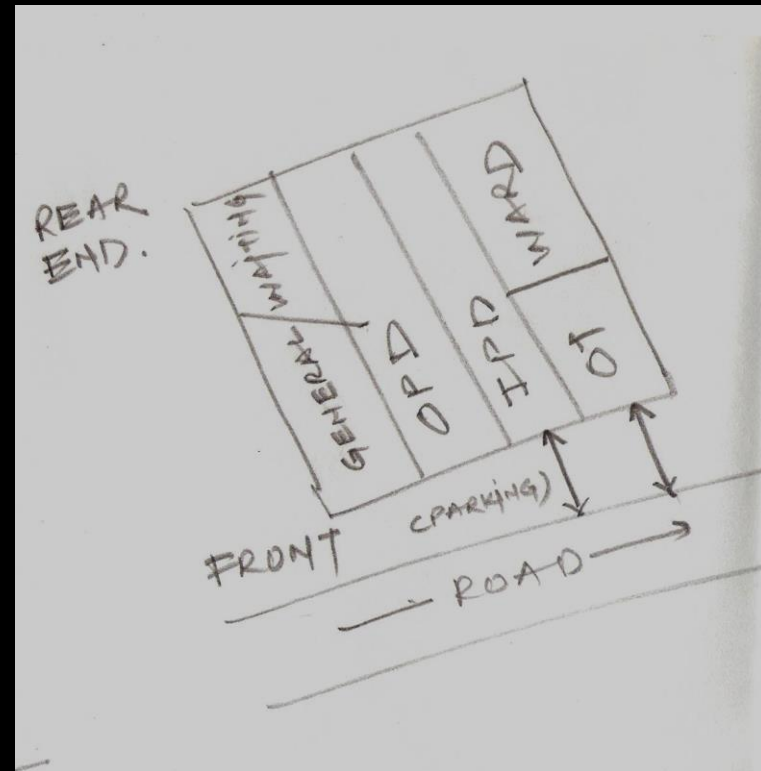 REAR
END.
WAITING
GENERAL
OPD
IPD
WARD
OT
(PARKING)
FRONT
ROAD